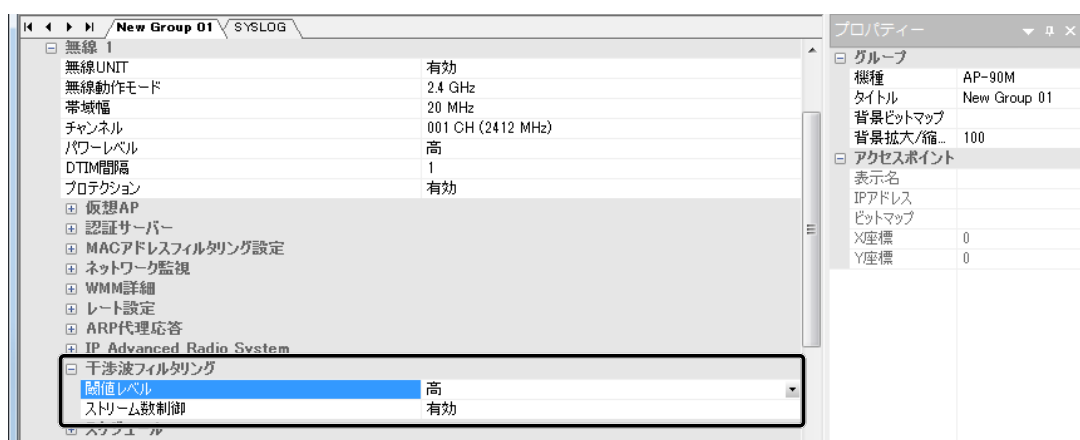 New Group 01 SYSLOG
無線 1
無線UNIT 有効
無線動作モード 2.4 GHz
帯域幅 20 MHz
チャンネル 001 CH (2412 MHz)
パワーレベル 高
DTIM間隔 1
プロテクション 有効
仮想AP
認証サーバー
MACアドレスフィルタリング設定
ネットワーク監視
WMM詳細
レート設定
ARP代理応答
IP Advanced Radio System
干渉波フィルタリング
閾値レベル 高
ストリーム数制御 有効
スケジュール
プロパティー
グループ
機種 AP-90M
タイトル New Group 01
背景ビットマップ
背景拡大/縮... 100
アクセスポイント
表示名
IPアドレス
ビットマップ
X座標 0
Y座標 0